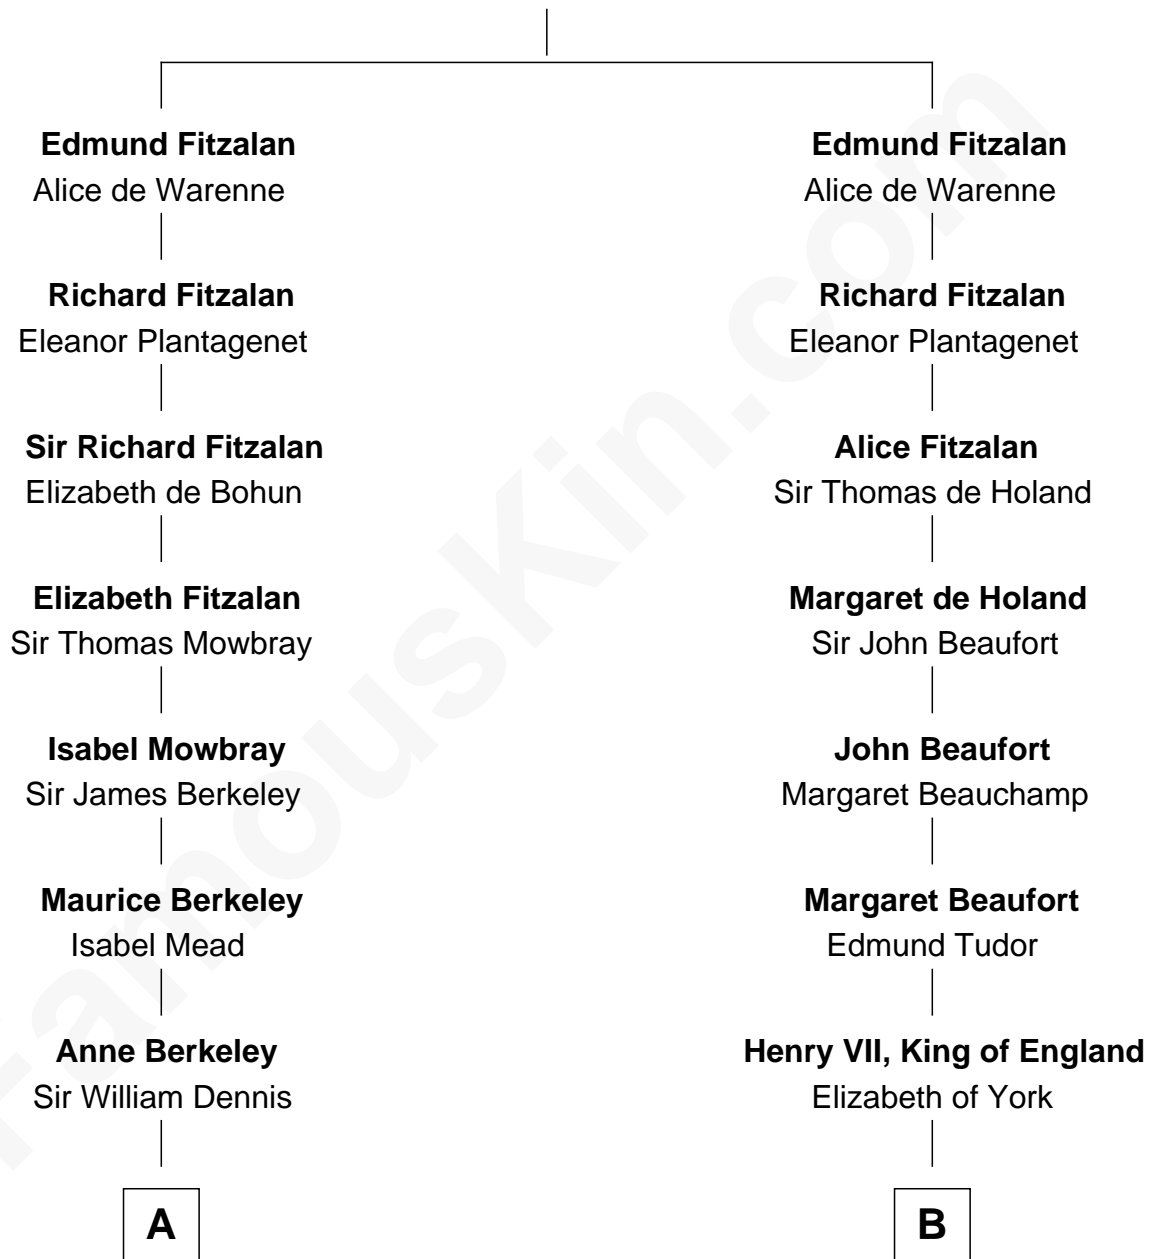 Edmund Fitzalan
Alice de Warenne
Richard Fitzalan
Eleanor Plantagenet
Sir Richard Fitzalan
Elizabeth de Bohun
Elizabeth Fitzalan
Sir Thomas Mowbray
Isabel Mowbray
Sir James Berkeley
Maurice Berkeley
Isabel Mead
Anne Berkeley
Sir William Dennis
A
Edmund Fitzalan
Alice de Warenne
Richard Fitzalan
Eleanor Plantagenet
Alice Fitzalan
Sir Thomas de Holand
Margaret de Holand
Sir John Beaufort
John Beaufort
Margaret Beauchamp
Margaret Beaufort
Edmund Tudor
Henry VII, King of England
Elizabeth of York
B
FamousKin.com